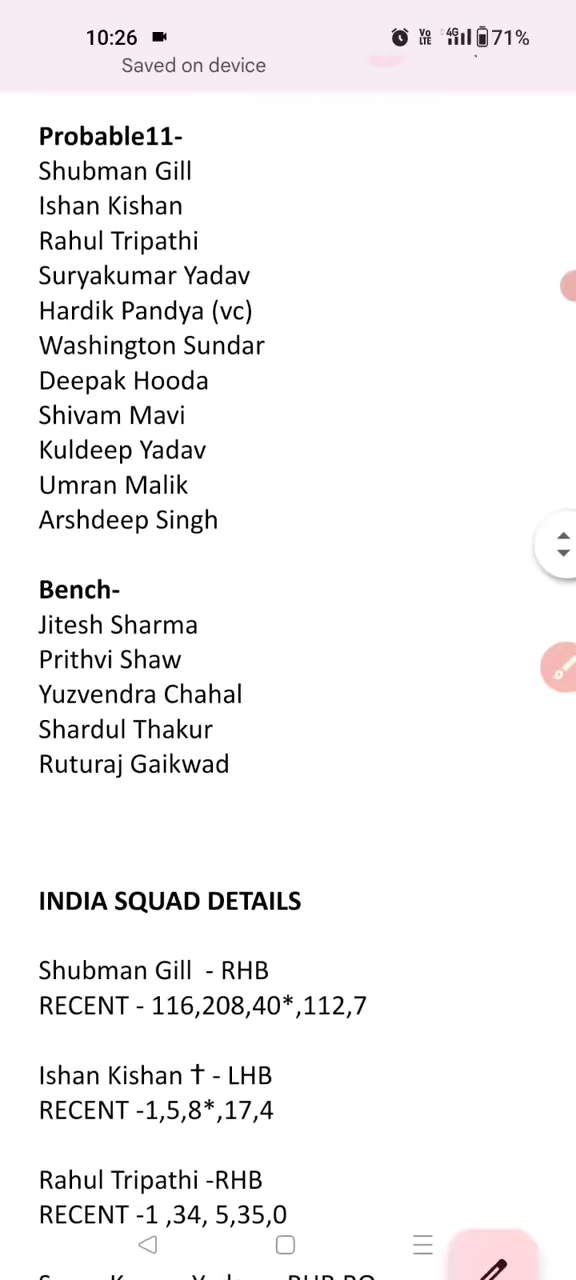 10:26 Vo LTE 4G 71%
Saved on device
Probable11-
Shubman Gill
Ishan Kishan
Rahul Tripathi
Suryakumar Yadav
Hardik Pandya (vc)
Washington Sundar
Deepak Hooda
Shivam Mavi
Kuldeep Yadav
Umran Malik
Arshdeep Singh
Bench-
Jitesh Sharma
Prithvi Shaw
Yuzvendra Chahal
Shardul Thakur
Ruturaj Gaikwad
INDIA SQUAD DETAILS
Shubman Gill  - RHB
RECENT - 116,208,40*,112,7
Ishan Kishan † - LHB
RECENT -1,5,8*,17,4
Rahul Tripathi -RHB
RECENT -1 ,34, 5,35,0